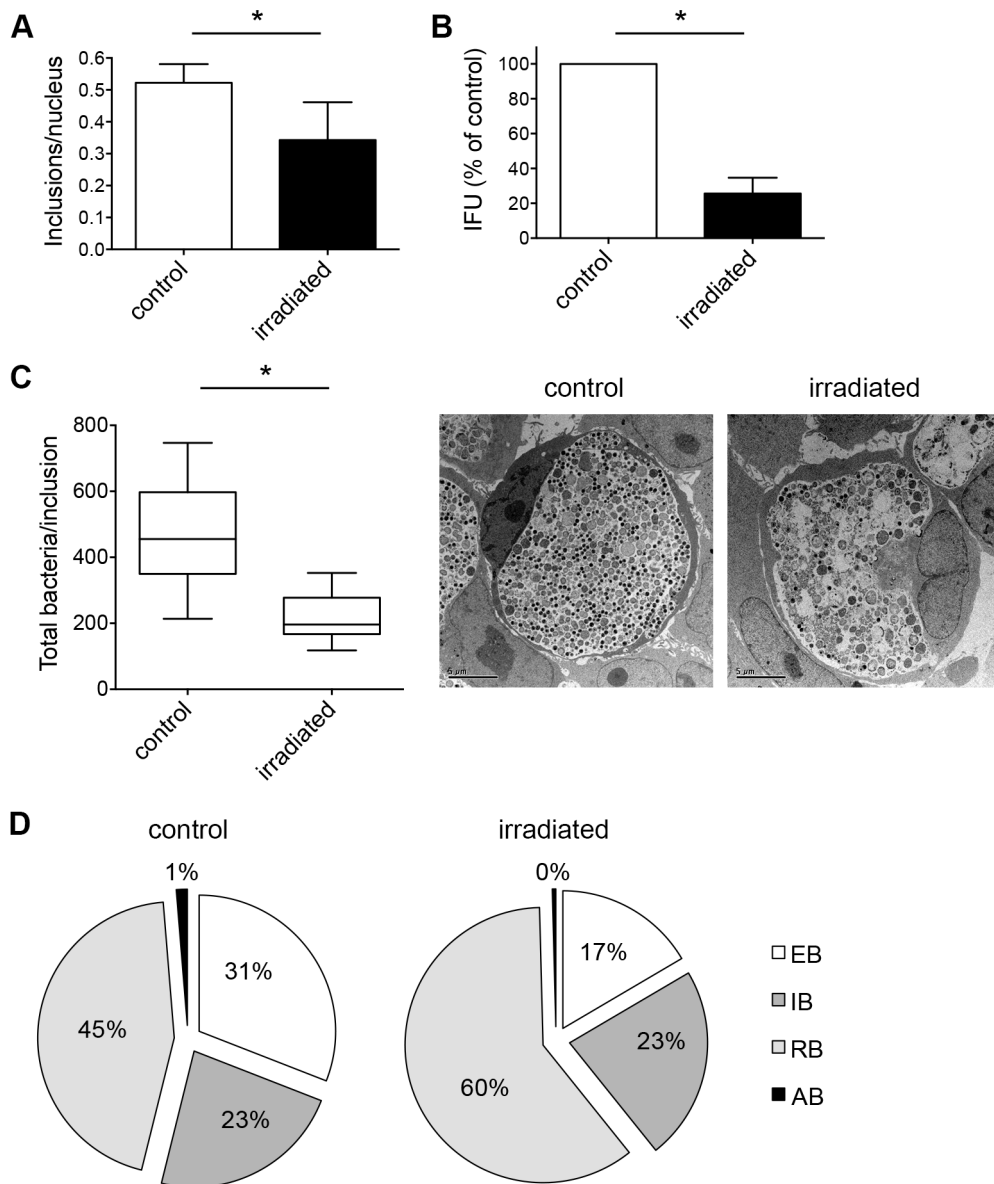 A
*
Inclusions/nucleus
0.6
0.5
0.4
0.3
0.2
0.1
0.0
control
irradiated
B
*
IFU (% of control)
100
80
60
40
20
0
control
irradiated
C
*
Total bacteria/inclusion
800
600
400
200
0
control
irradiated
control
irradiated
5 µm
5 µm
D
control
irradiated
1%
31%
45%
23%
0%
17%
23%
60%
EB
IB
RB
AB